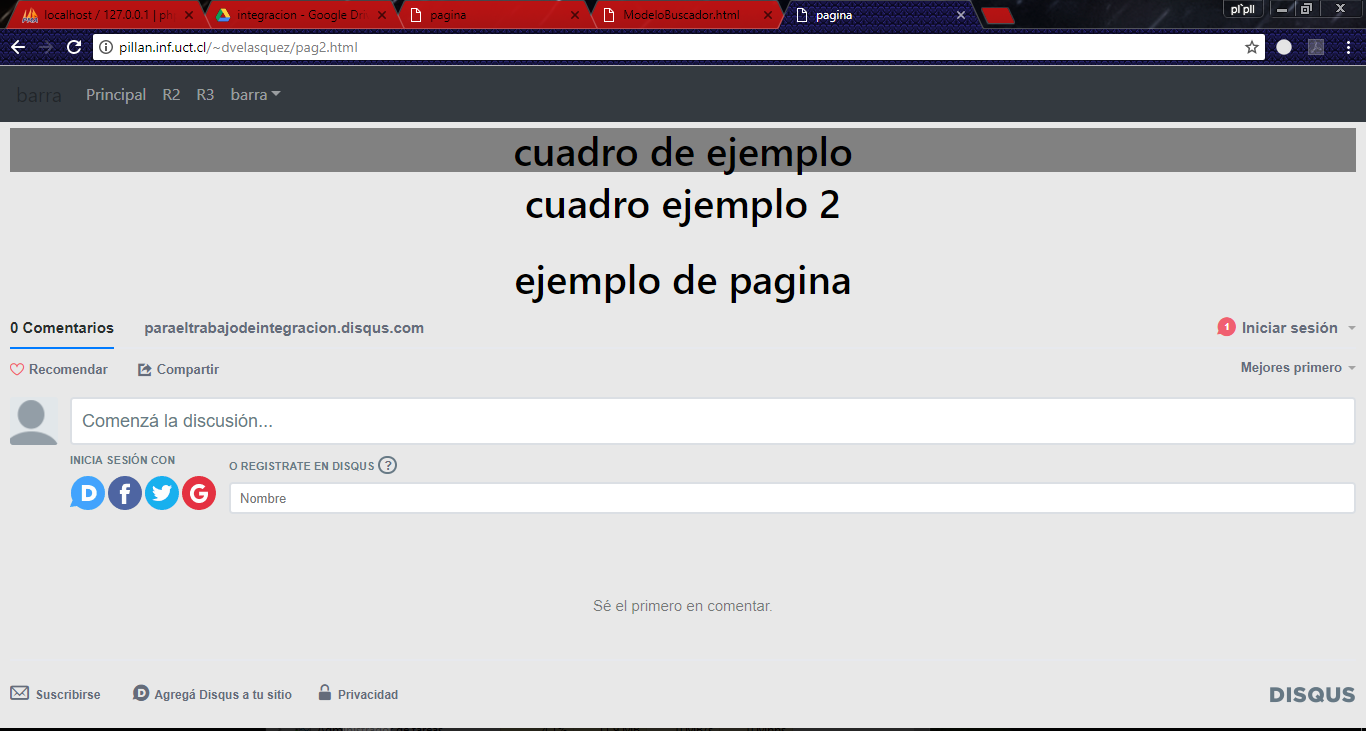 localhost / 127.0.0.1 | ph
integracion - Google Dri
pagina
ModeloBuscador.html
pagina
pl`pll
pillan.inf.uct.cl/~dvelasquez/pag2.html
barra Principal R2 R3 barra
cuadro de ejemplo
cuadro ejemplo 2
ejemplo de pagina
0 Comentarios paraeltrabajodeintegracion.disqus.com 1 Iniciar sesión
Recomendar Compartir Mejores primero
Comenzá la discusión...
INICIA SESIÓN CON
O REGISTRATE EN DISQUS ?
D f G
Nombre
Sé el primero en comentar.
Suscribirse D Agregá Disqus a tu sitio Privacidad DISQUS